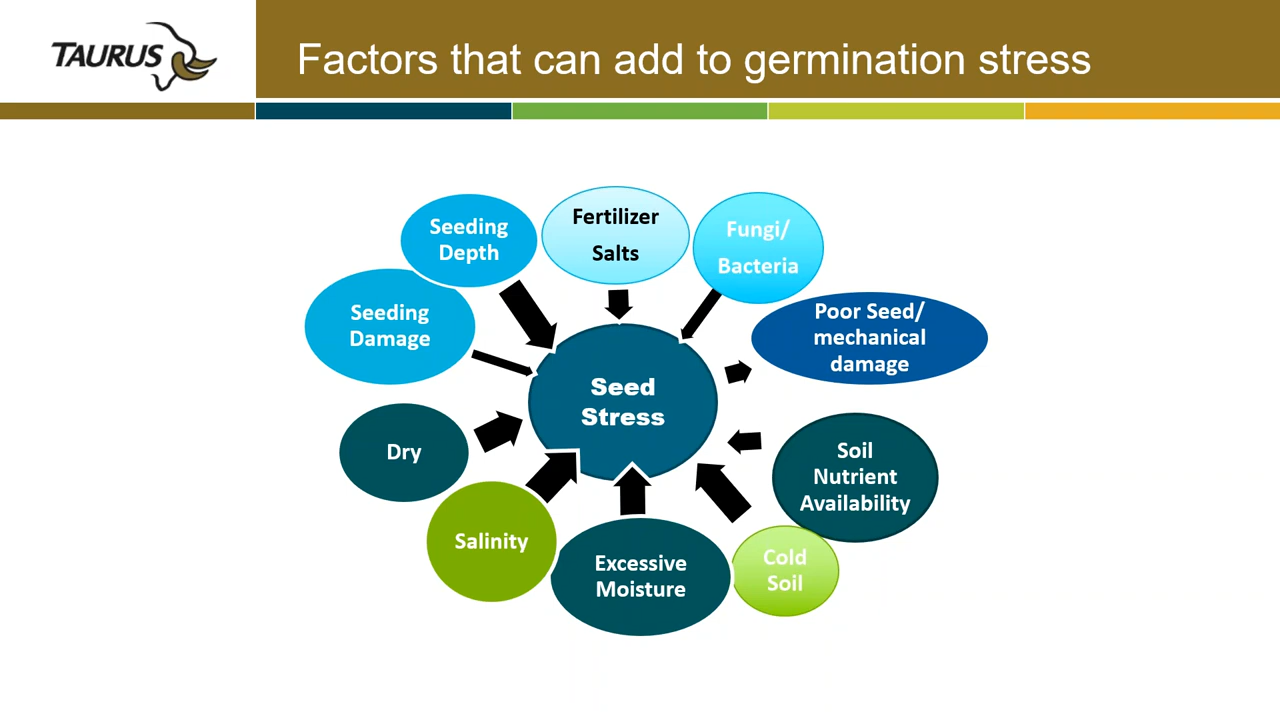 TAURUS
Factors that can add to germination stress
Seeding
Depth
Fertilizer
Salts
Fungi/
Bacteria
Seeding
Damage
Poor Seed/
mechanical
damage
Seed
Stress
Dry
Soil
Nutrient
Availability
Salinity
Excessive
Moisture
Cold
Soil